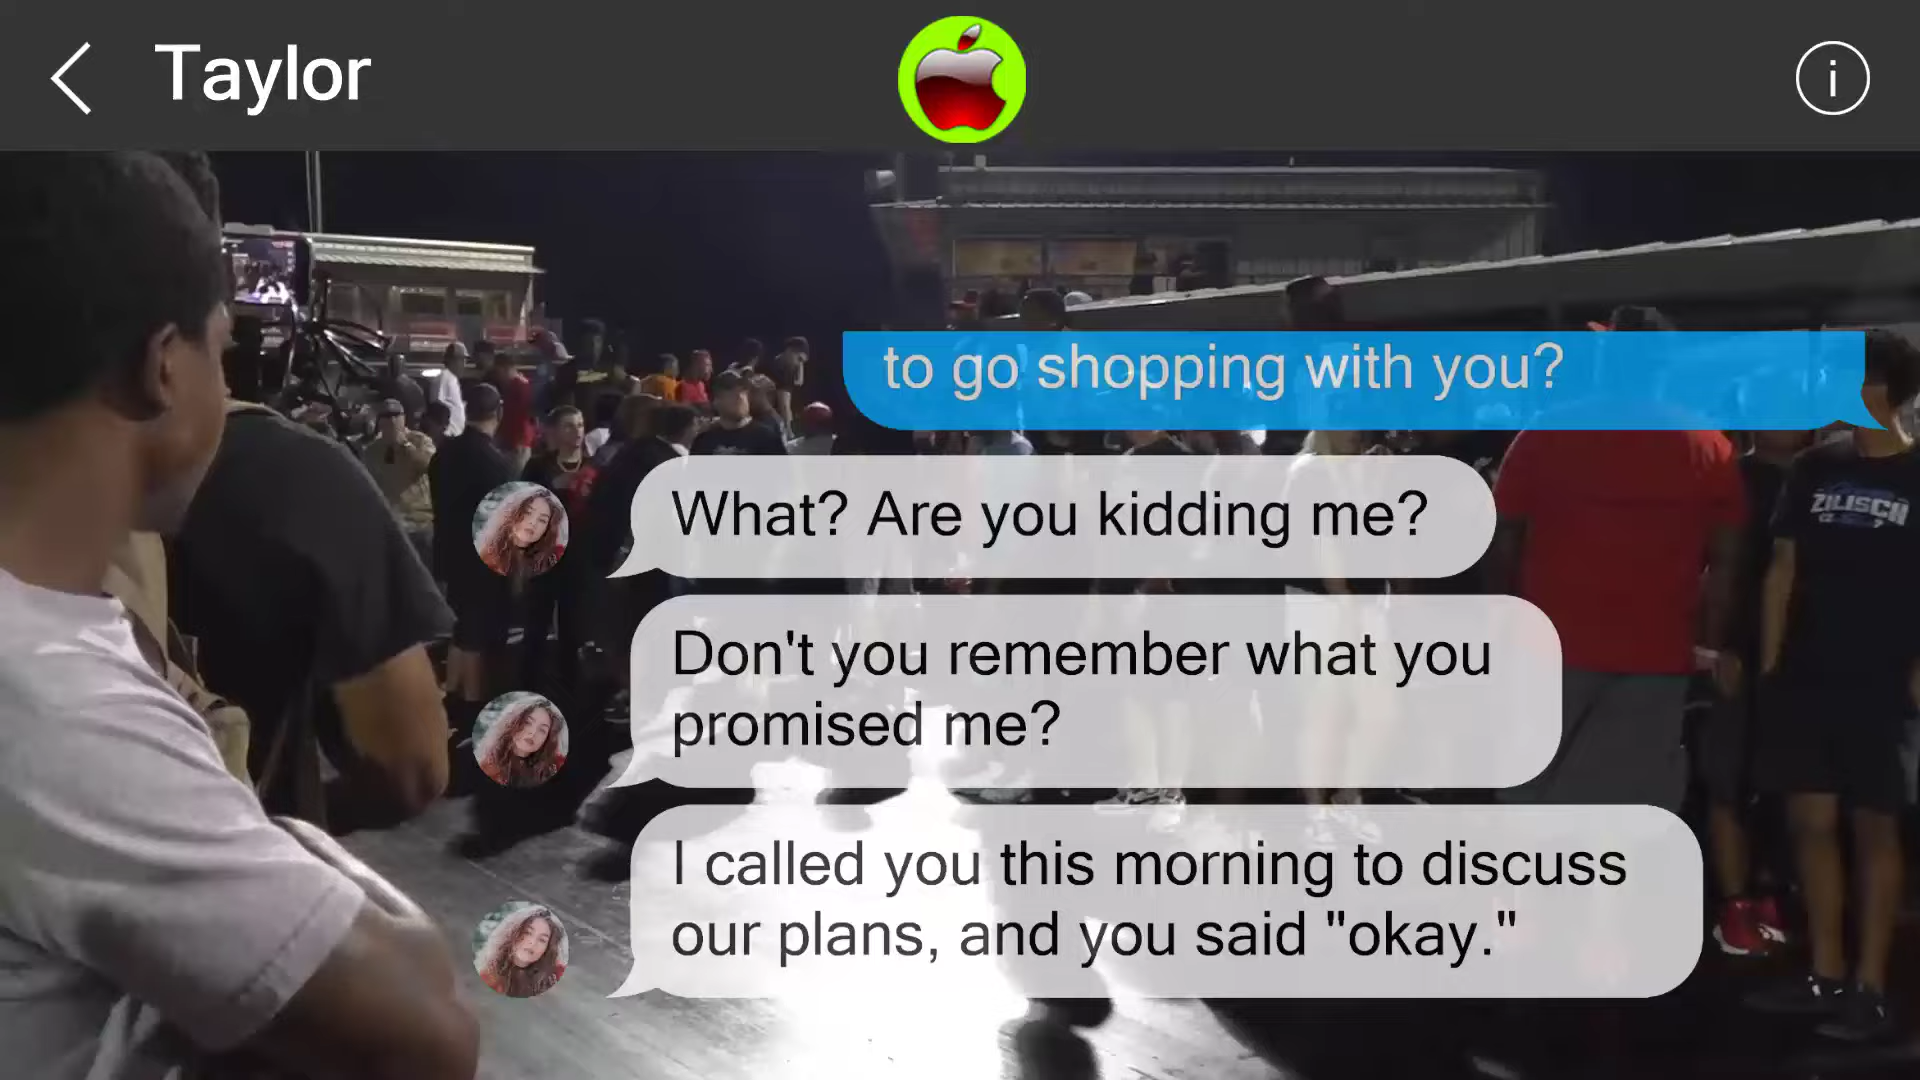 Taylor
i
to go shopping with you?
What? Are you kidding me?
Don't you remember what you
promised me?
I called you this morning to discuss
our plans, and you said "okay."
ZILISCH